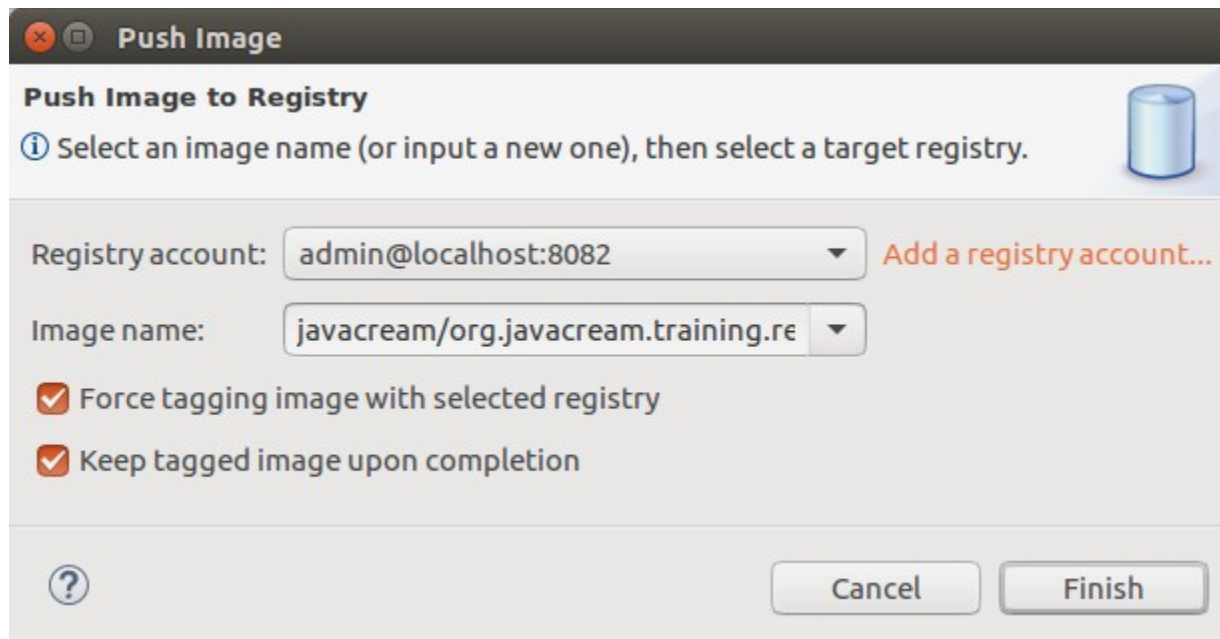 Push Image
Push Image to Registry
Select an image name (or input a new one), then select a target registry.
Registry account: admin@localhost:8082 Add a registry account...
Image name: javacream/org.javacream.training.re
Force tagging image with selected registry
Keep tagged image upon completion
? Cancel Finish